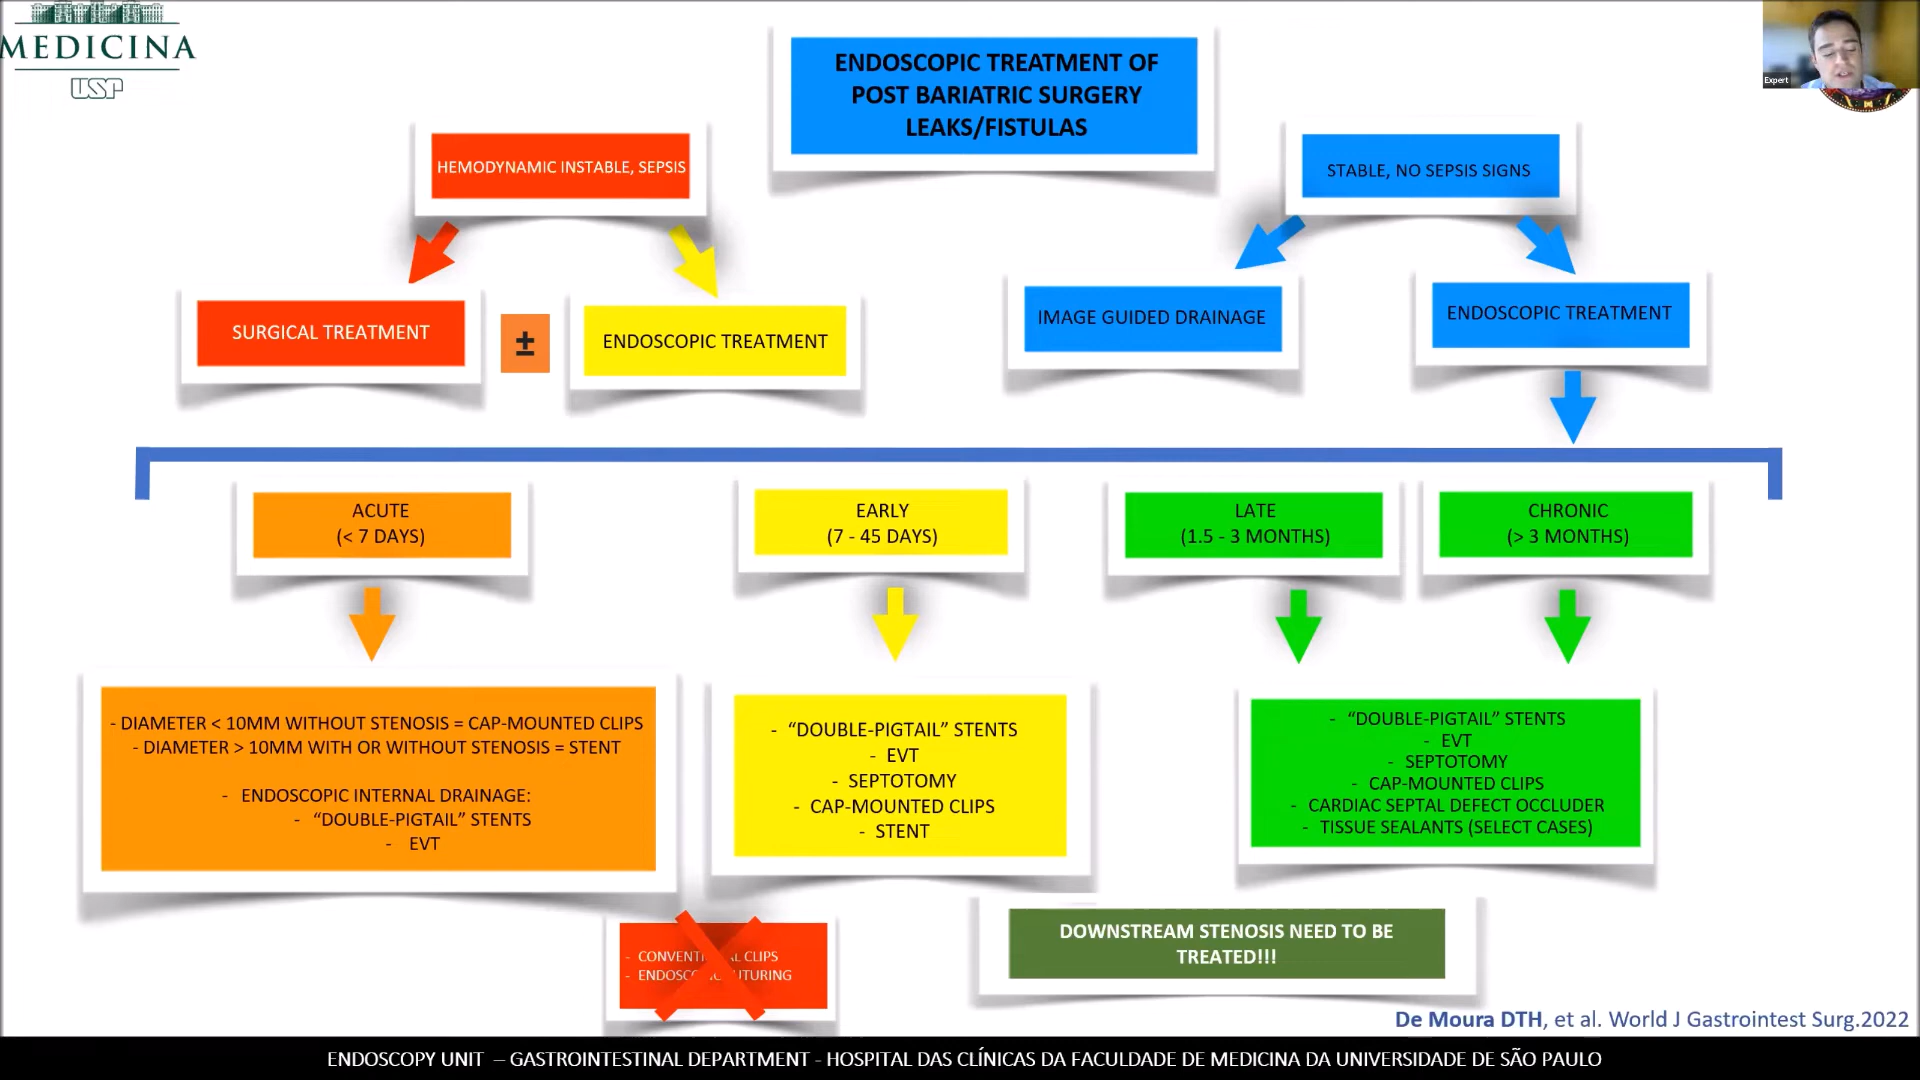 MEDICINA
USP
Expert
ENDOSCOPIC TREATMENT OF
POST BARIATRIC SURGERY
LEAKS/FISTULAS
HEMODYNAMIC INSTABLE, SEPSIS
STABLE, NO SEPSIS SIGNS
SURGICAL TREATMENT
±
ENDOSCOPIC TREATMENT
IMAGE GUIDED DRAINAGE
ENDOSCOPIC TREATMENT
ACUTE
(< 7 DAYS)
EARLY
(7 - 45 DAYS)
LATE
(1.5 - 3 MONTHS)
CHRONIC
(> 3 MONTHS)
- DIAMETER < 10MM WITHOUT STENOSIS = CAP-MOUNTED CLIPS
- DIAMETER > 10MM WITH OR WITHOUT STENOSIS = STENT
- ENDOSCOPIC INTERNAL DRAINAGE:
- “DOUBLE-PIGTAIL” STENTS
- EVT
- “DOUBLE-PIGTAIL” STENTS
- EVT
- SEPTOTOMY
- CAP-MOUNTED CLIPS
- STENT
- “DOUBLE-PIGTAIL” STENTS
- EVT
- SEPTOTOMY
- CAP-MOUNTED CLIPS
- CARDIAC SEPTAL DEFECT OCCLUDER
- TISSUE SEALANTS (SELECT CASES)
- CONVENTIONAL CLIPS
- ENDOSCOPIC SUTURING
DOWNSTREAM STENOSIS NEED TO BE
TREATED!!!
De Moura DTH, et al. World J Gastrointest Surg.2022
ENDOSCOPY UNIT – GASTROINTESTINAL DEPARTMENT - HOSPITAL DAS CLÍNICAS DA FACULDADE DE MEDICINA DA UNIVERSIDADE DE SÃO PAULO